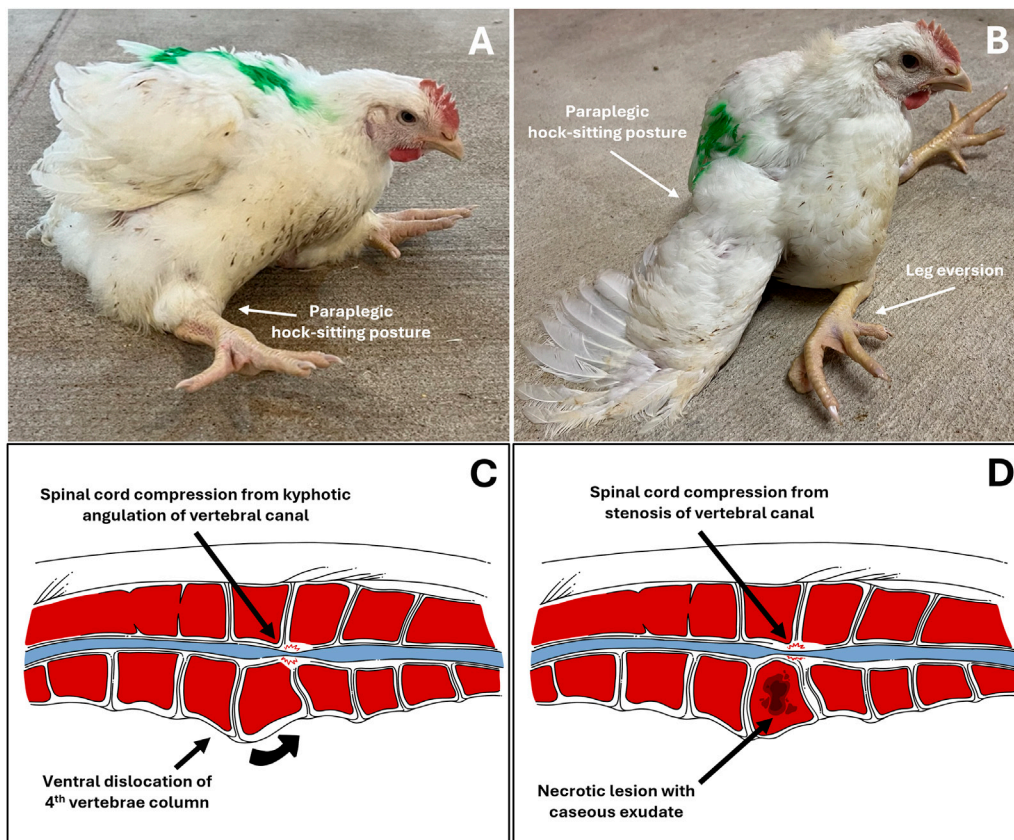 A
Paraplegic
hock-sitting posture
B
Paraplegic
hock-sitting posture
Leg eversion
C
Spinal cord compression from kyphotic
angulation of vertebral canal
Ventral dislocation of
4th vertebrae column
D
Spinal cord compression from
stenosis of vertebral canal
Necrotic lesion with
caseous exudate